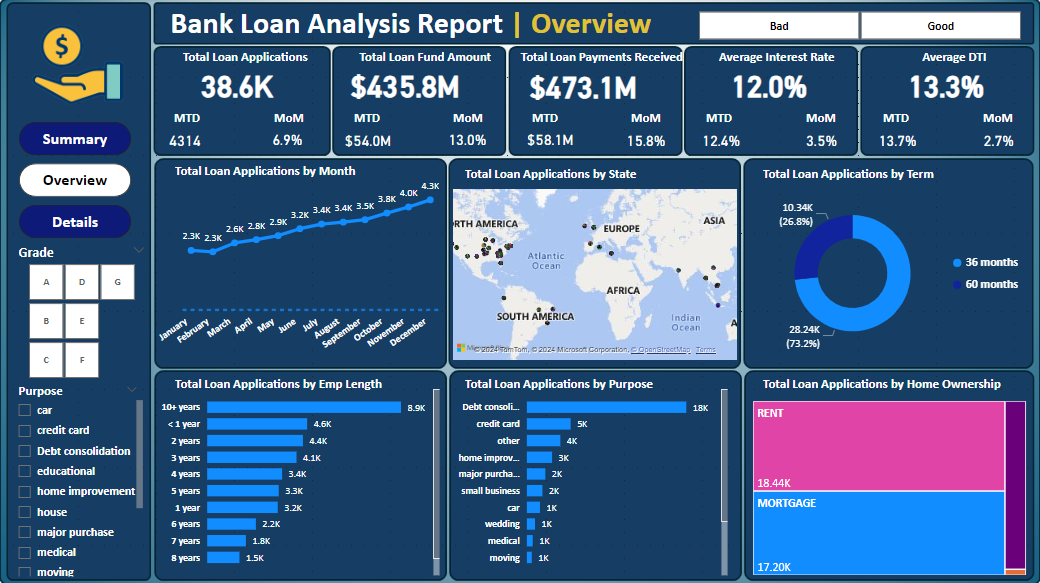 Bank Loan Analysis Report | Overview
Bad
Good
Summary
Overview
Details
Grade
A
D
G
B
E
C
F
Purpose
car
credit card
Debt consolidation
educational
home improvement
house
major purchase
medical
moving
Total Loan Applications
38.6K
MTD
MoM
4314
6.9%
Total Loan Fund Amount
$435.8M
MTD
MoM
$54.0M
13.0%
Total Loan Payments Received
$473.1M
MTD
MoM
$58.1M
15.8%
Average Interest Rate
12.0%
MTD
MoM
12.4%
3.5%
Average DTI
13.3%
MTD
MoM
13.7%
2.7%
Total Loan Applications by Month
2.3K
2.3K
2.6K
2.8K
2.9K
3.2K
3.4K
3.4K
3.5K
3.8K
4.0K
4.3K
January
February
March
April
May
June
July
August
September
October
November
December
Total Loan Applications by State
RTH AMERICA
EUROPE
ASIA
Atlantic
Ocean
AFRICA
SOUTH AMERICA
Indian
Ocean
A
© 2024 TomTom, © 2024 Microsoft Corporation, © OpenStreetMap Terms
Total Loan Applications by Term
10.34K
(26.8%)
28.24K
(73.2%)
36 months
60 months
Total Loan Applications by Emp Length
10+ years 8.9K
< 1 year 4.6K
2 years 4.4K
3 years 4.1K
4 years 3.4K
5 years 3.3K
1 year 3.2K
6 years 2.2K
7 years 1.8K
8 years 1.5K
Total Loan Applications by Purpose
Debt consoli... 18K
credit card 5K
other 4K
home improv... 3K
major purcha... 2K
small business 2K
car 1K
wedding 1K
medical 1K
moving 1K
Total Loan Applications by Home Ownership
RENT
18.44K
MORTGAGE
17.20K